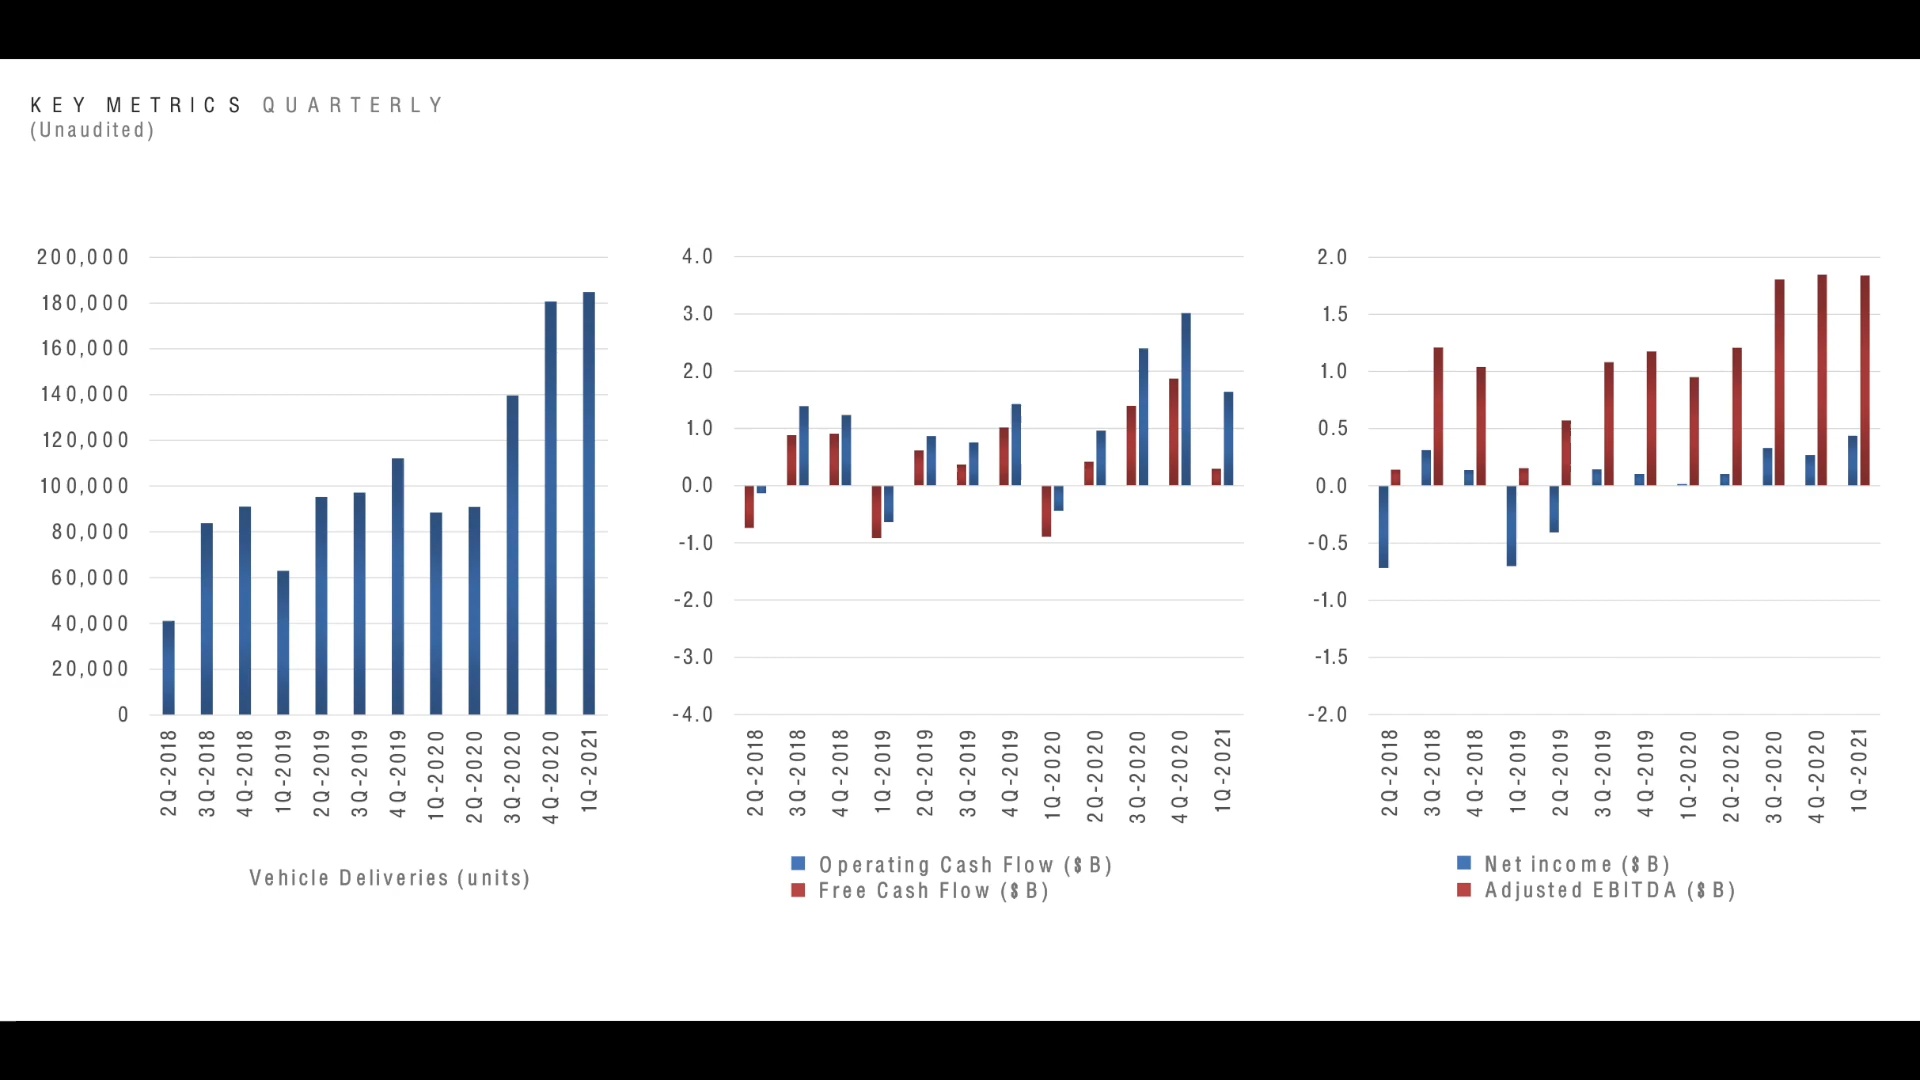 KEY METRICS QUARTERLY
(Unaudited)
200,000
180,000
160,000
140,000
120,000
100,000
80,000
60,000
40,000
20,000
0
2Q-2018
3Q-2018
4Q-2018
1Q-2019
2Q-2019
3Q-2019
4Q-2019
1Q-2020
2Q-2020
3Q-2020
4Q-2020
1Q-2021
Vehicle Deliveries (units)
4.0
3.0
2.0
1.0
0.0
-1.0
-2.0
-3.0
-4.0
2Q-2018
3Q-2018
4Q-2018
1Q-2019
2Q-2019
3Q-2019
4Q-2019
1Q-2020
2Q-2020
3Q-2020
4Q-2020
1Q-2021
Operating Cash Flow ($B)
Free Cash Flow ($B)
2.0
1.5
1.0
0.5
0.0
-0.5
-1.0
-1.5
-2.0
2Q-2018
3Q-2018
4Q-2018
1Q-2019
2Q-2019
3Q-2019
4Q-2019
1Q-2020
2Q-2020
3Q-2020
4Q-2020
1Q-2021
Net income ($B)
Adjusted EBITDA ($B)